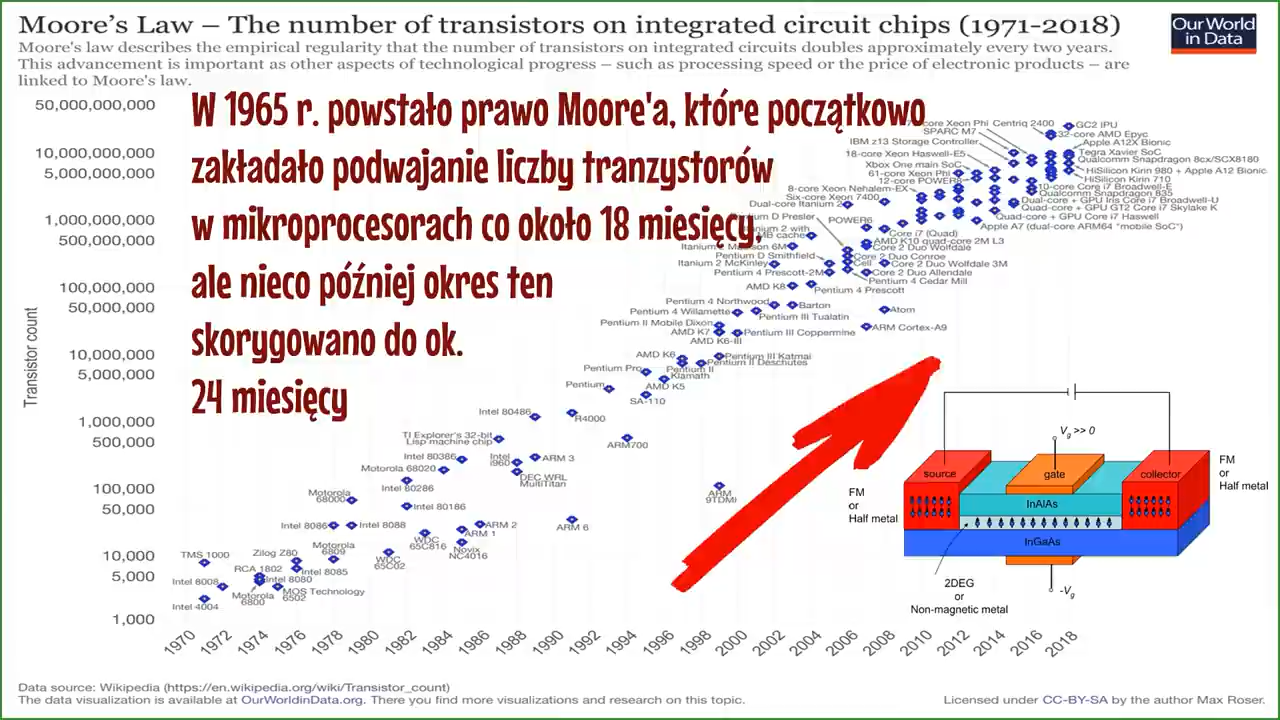 Moore's Law – The number of transistors on integrated circuit chips (1971-2018)
Our World
in Data
Moore's law describes the empirical regularity that the number of transistors on integrated circuits doubles approximately every two years.
This advancement is important as other aspects of technological progress – such as processing speed or the price of electronic products – are
linked to Moore's law.
W 1965 r. powstało prawo Moore'a, które początkowo
zakładało podwajanie liczby tranzystorów
w mikroprocesorach co około 18 miesięcy,
ale nieco później okres ten
skorygowano do ok.
24 miesięcy
Transistor count
50,000,000,000
10,000,000,000
5,000,000,000
1,000,000,000
500,000,000
100,000,000
50,000,000
10,000,000
5,000,000
1,000,000
500,000
100,000
50,000
10,000
5,000
1,000
core Xeon Phi
Centriq 2400
GC2 IPU
SPARC M7
32-core AMD Epyc
IBM z13 Storage Controller
Apple A12X Bionic
18-core Xeon Haswell-E5
Tegra Xavier SoC
Xbox One main SoC
Qualcomm Snapdragon 8cx/SCX8180
61-core Xeon Phi
HiSilicon Kirin 980 + Apple A12 Bionic
12-core POWER8
HiSilicon Kirin 710
8-core Xeon Nehalem-EX
10-core Core i7 Broadwell-E
Six-core Xeon 7400
Qualcomm Snapdragon 835
Dual-core Itanium 2
Dual-core + GPU Iris Core i7 Broadwell-U
Quad-core + GPU GT2 Core i7 Skylake K
Pentium D Presler
POWER6
Quad-core + GPU Core i7 Haswell
Apple A7 (dual-core ARM64 "mobile SoC")
Itanium 2 with
MB cache
Core i7 (Quad)
AMD K10 quad-core 2M L3
Itanium 2 Madison 6M
Core 2 Duo Wolfdale
Pentium D Smithfield
Core 2 Duo Conroe
Itanium 2 McKinley
Cell
Core 2 Duo Wolfdale 3M
Pentium 4 Prescott-2M
Core 2 Duo Allendale
Pentium 4 Cedar Mill
AMD K8
Pentium 4 Prescott
Pentium 4 Northwood
Barton
Pentium 4 Willamette
Pentium III Tualatin
Atom
Pentium II Mobile Dixon
AMD K7
Pentium III Coppermine
ARM Cortex-A9
AMD K6-III
AMD K6
Pentium III Katmai
Pentium II Deschutes
Pentium Pro
Pentium II
Klamath
Pentium
AMD K5
SA-110
Intel 80486
R4000
TI Explorer's 32-bit
Lisp machine chip
ARM700
Intel 80386
Intel
i960
ARM 3
Motorola 68020
DEC WRL
MultiTitan
Intel 80286
Motorola
68000
ARM
9TDMI
Intel 80186
Intel 8086
Intel 8088
ARM 2
ARM 6
ARM 1
WDC
65C816
Novix
NC4016
TMS 1000
Zilog Z80
Motorola
6809
WDC
65C02
RCA 1802
Intel 8085
Intel 8008
Intel 8080
MOS Technology
6502
Motorola
6800
Intel 4004
1970
1972
1974
1976
1978
1980
1982
1984
1986
1988
1990
1992
1994
1996
1998
2000
2002
2004
2006
2008
2010
2012
2014
2016
2018
Vg >> 0
source
gate
collector
FM
or
Half metal
FM
or
Half metal
InAlAs
InGaAs
2DEG
or
Non-magnetic metal
-Vg
Data source: Wikipedia (https://en.wikipedia.org/wiki/Transistor_count)
The data visualization is available at OurWorldinData.org. There you find more visualizations and research on this topic.
Licensed under CC-BY-SA by the author Max Roser.